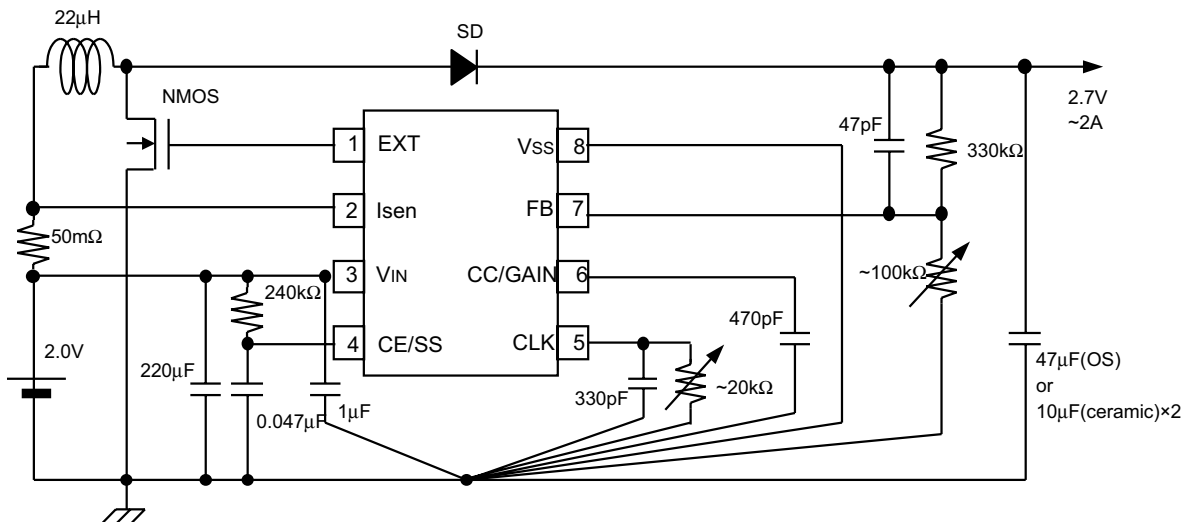 22μH
SD
NMOS
2.7V
~2A
47pF
330kΩ
1 EXT
VSS 8
2 Isen
FB 7
50mΩ
3 VIN
CC/GAIN 6
240kΩ
~100kΩ
4 CE/SS
CLK 5
470pF
2.0V
220μF
0.047μF
1μF
330pF
~20kΩ
47μF(OS)
or
10μF(ceramic)×2